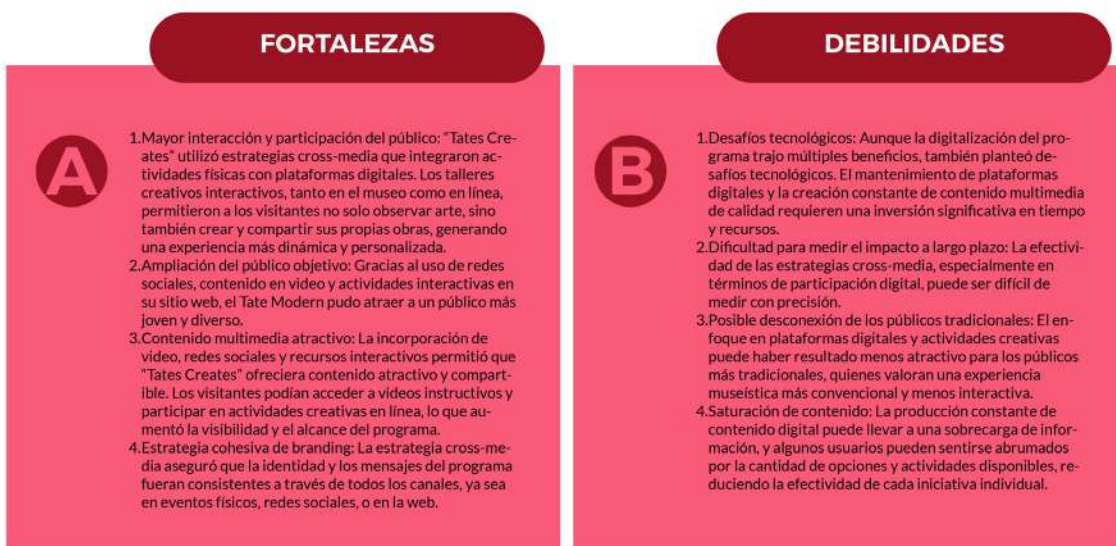 FORTALEZAS
A
1.Mayor interacción y participación del público: "Tates Cre-
ates" utilizó estrategias cross-media que integraron ac-
tividades físicas con plataformas digitales. Los talleres
creativos interactivos, tanto en el museo como en línea,
permitieron a los visitantes no solo observar arte, sino
también crear y compartir sus propias obras, generando
una experiencia más dinámica y personalizada.
2.Ampliación del público objetivo: Gracias al uso de redes
sociales, contenido en video y actividades interactivas en
su sitio web, el Tate Modern pudo atraer a un público más
joven y diverso.
3.Contenido multimedia atractivo: La incorporación de
video, redes sociales y recursos interactivos permitió que
"Tates Creates" ofreciera contenido atractivo y compart-
ible. Los visitantes podían acceder a videos instructivos y
participar en actividades creativas en línea, lo que au-
mentó la visibilidad y el alcance del programa.
4.Estrategia cohesiva de branding: La estrategia cross-me-
dia aseguró que la identidad y los mensajes del programa
fueran consistentes a través de todos los canales, ya sea
en eventos físicos, redes sociales, o en la web.
DEBILIDADES
B
1.Desafíos tecnológicos: Aunque la digitalización del pro-
grama trajo múltiples beneficios, también planteó de-
safíos tecnológicos. El mantenimiento de plataformas
digitales y la creación constante de contenido multimedia
de calidad requieren una inversión significativa en tiempo
y recursos.
2.Dificultad para medir el impacto a largo plazo: La efectivi-
dad de las estrategias cross-media, especialmente en
términos de participación digital, puede ser difícil de
medir con precisión.
3.Posible desconexión de los públicos tradicionales: El en-
foque en plataformas digitales y actividades creativas
puede haber resultado menos atractivo para los públicos
más tradicionales, quienes valoran una experiencia
museística más convencional y menos interactiva.
4.Saturación de contenido: La producción constante de
contenido digital puede llevar a una sobrecarga de infor-
mación, y algunos usuarios pueden sentirse abrumados
por la cantidad de opciones y actividades disponibles, re-
duciendo la efectividad de cada iniciativa individual.